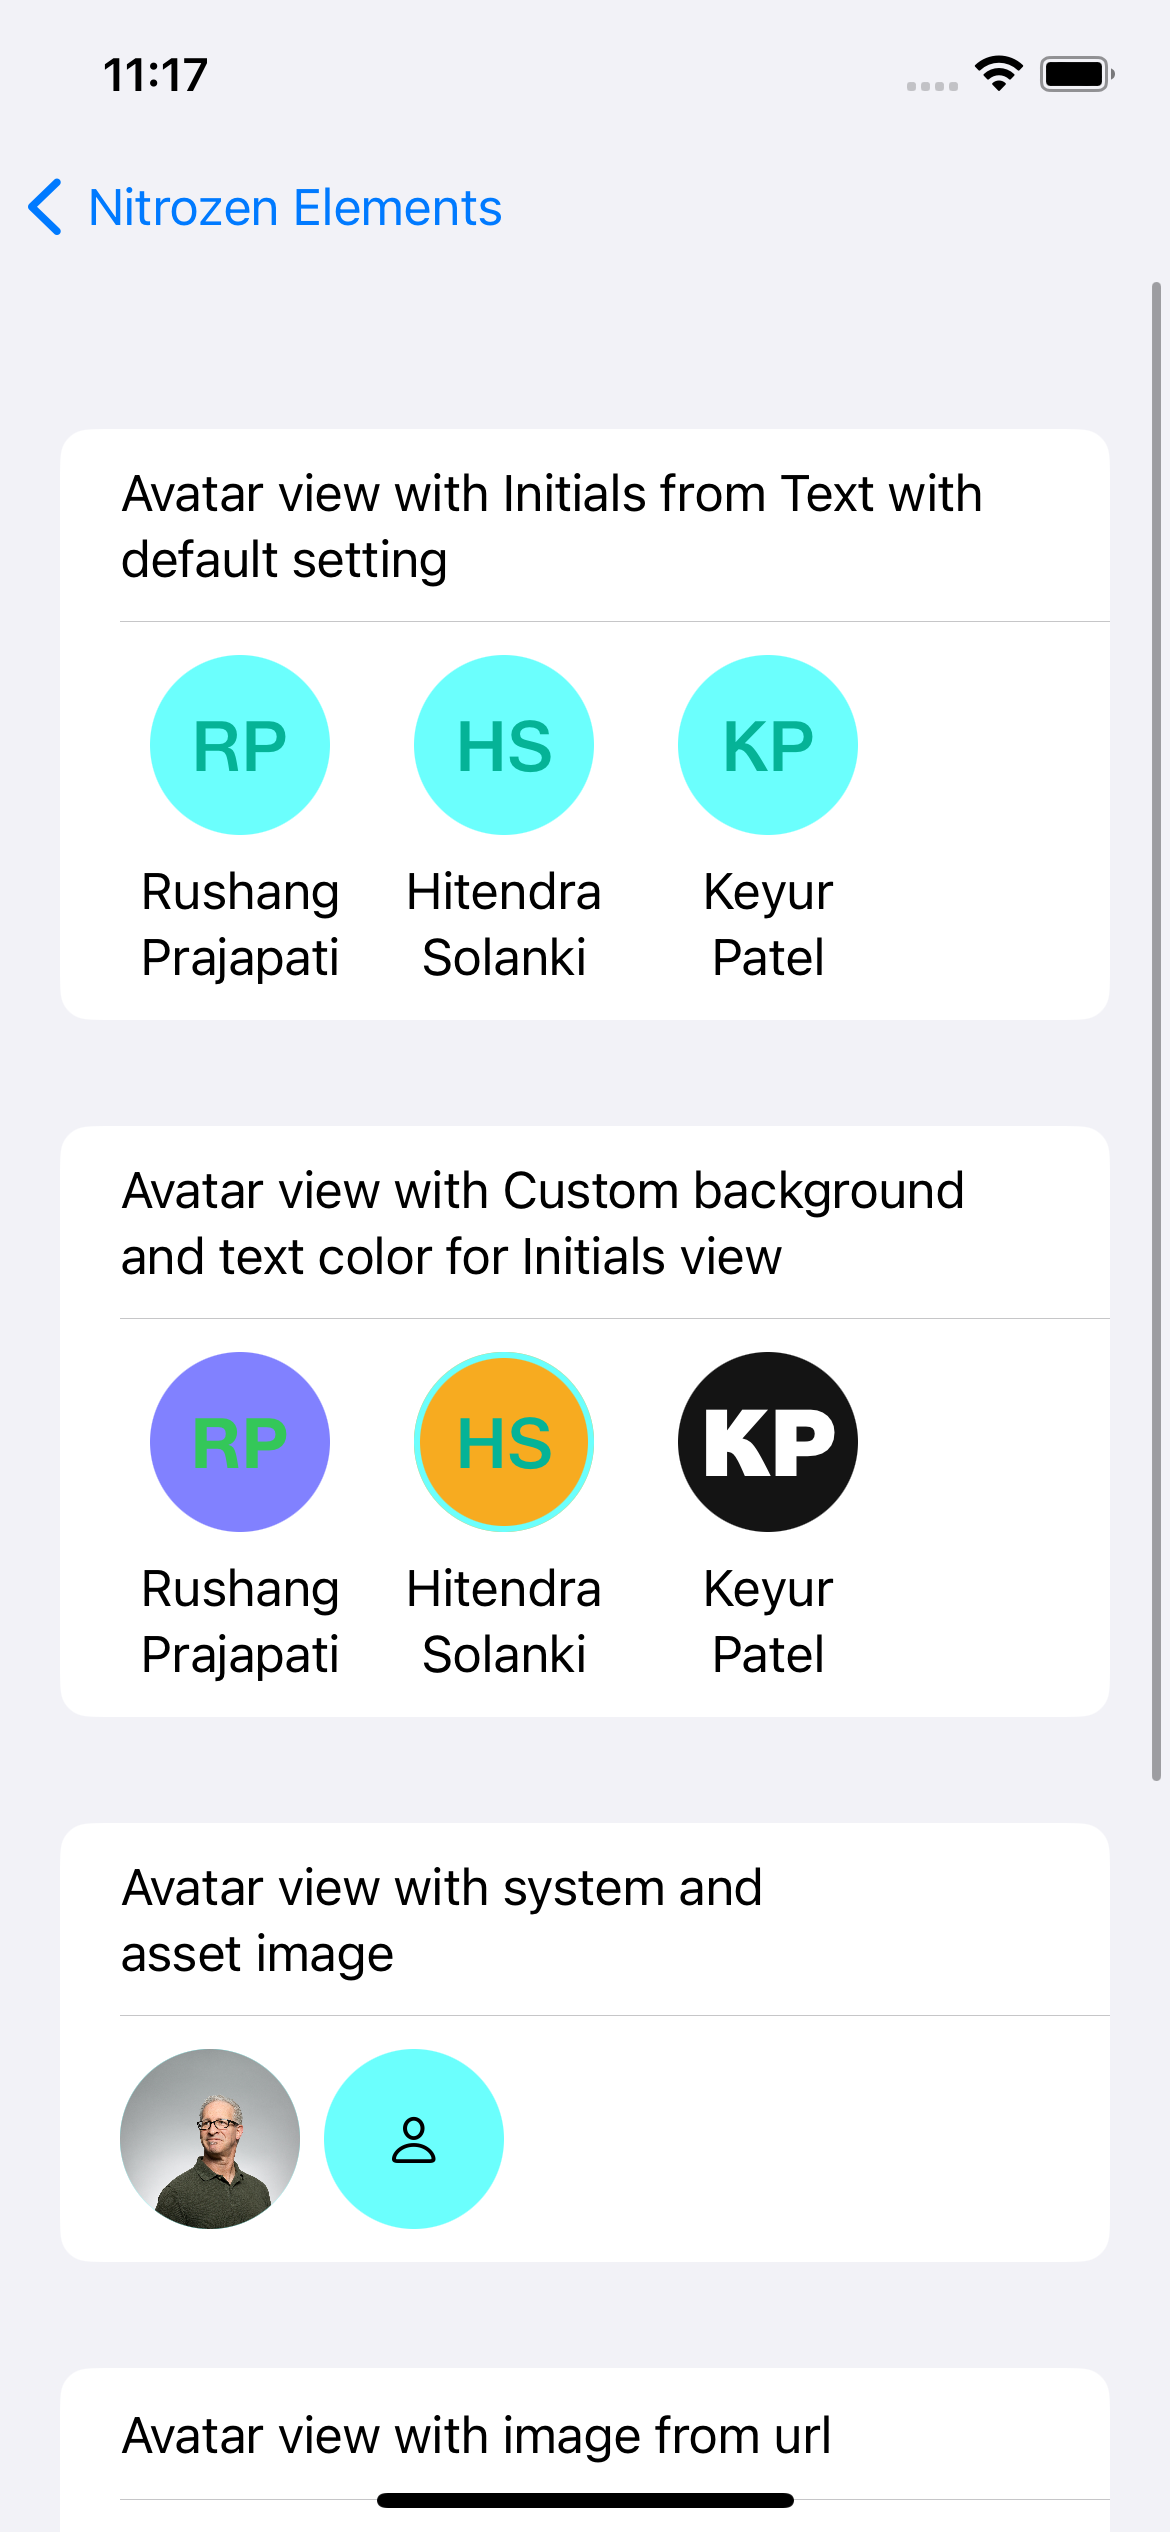 11:17
Nitrozen Elements
Avatar view with Initials from Text with
default setting
RP HS KP
Rushang Hitendra Keyur
Prajapati Solanki Patel
Avatar view with Custom background
and text color for Initials view
RP HS KP
Rushang Hitendra Keyur
Prajapati Solanki Patel
Avatar view with system and
asset image
Avatar view with image from url